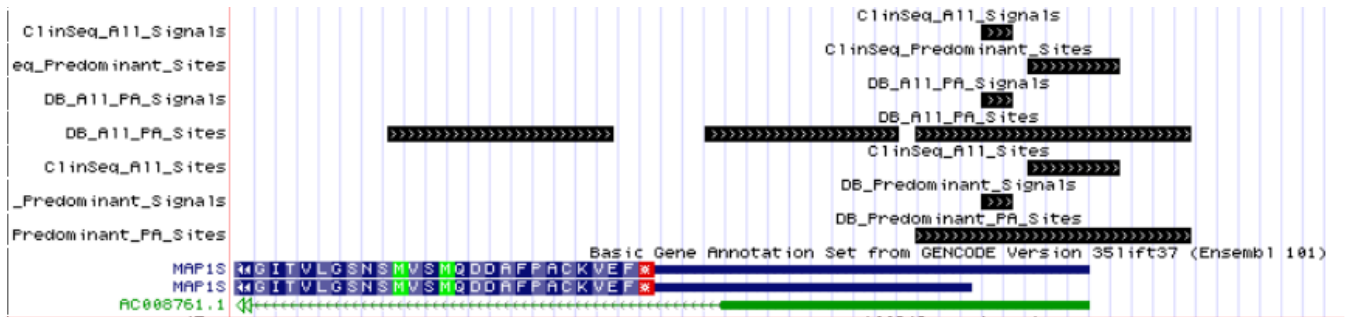 ClinSeq_All_Signals
ClinSeq_All_Signals
ClinSeq_Predominant_Sites
eq_Predominant_Sites
DB_All_PA_Signals
DB_All_PA_Signals
DB_All_PA_Sites
DB_All_PA_Sites
ClinSeq_All_Sites
ClinSeq_All_Sites
DB_Predominant_Signals
_Predominant_Signals
DB_Predominant_PA_Sites
Predominant_PA_Sites
Basic Gene Annotation Set from GENCODE Version 35lift37 (Ensembl 101)
MAP1S GITVLGSNSMVSMQDDAFPACKVEF*
MAP1S GITVLGSNSMVSMQDDAFPACKVEF*
AC008761.1